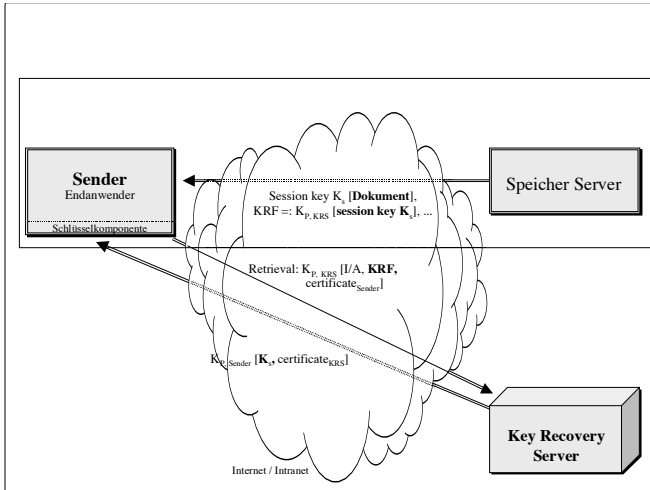 Sender
Endanwender
Schlüsselkomponente
Speicher Server
Session key K_s [Dokument],
KRF =: K_P, KRS [session key K_s], ...
Retrieval: K_P, KRS [I/A, KRF,
certificate_Sender]
K_P, Sender [K_s, certificate_KRS]
Key Recovery
Server
Internet / Intranet